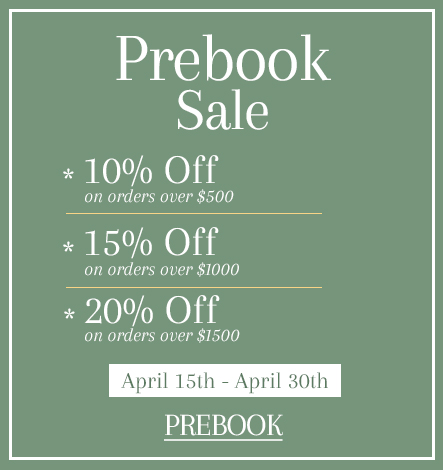 Prebook
Sale
* 10% Off
on orders over $500
* 15% Off
on orders over $1000
* 20% Off
on orders over $1500
April 15th - April 30th
PREBOOK